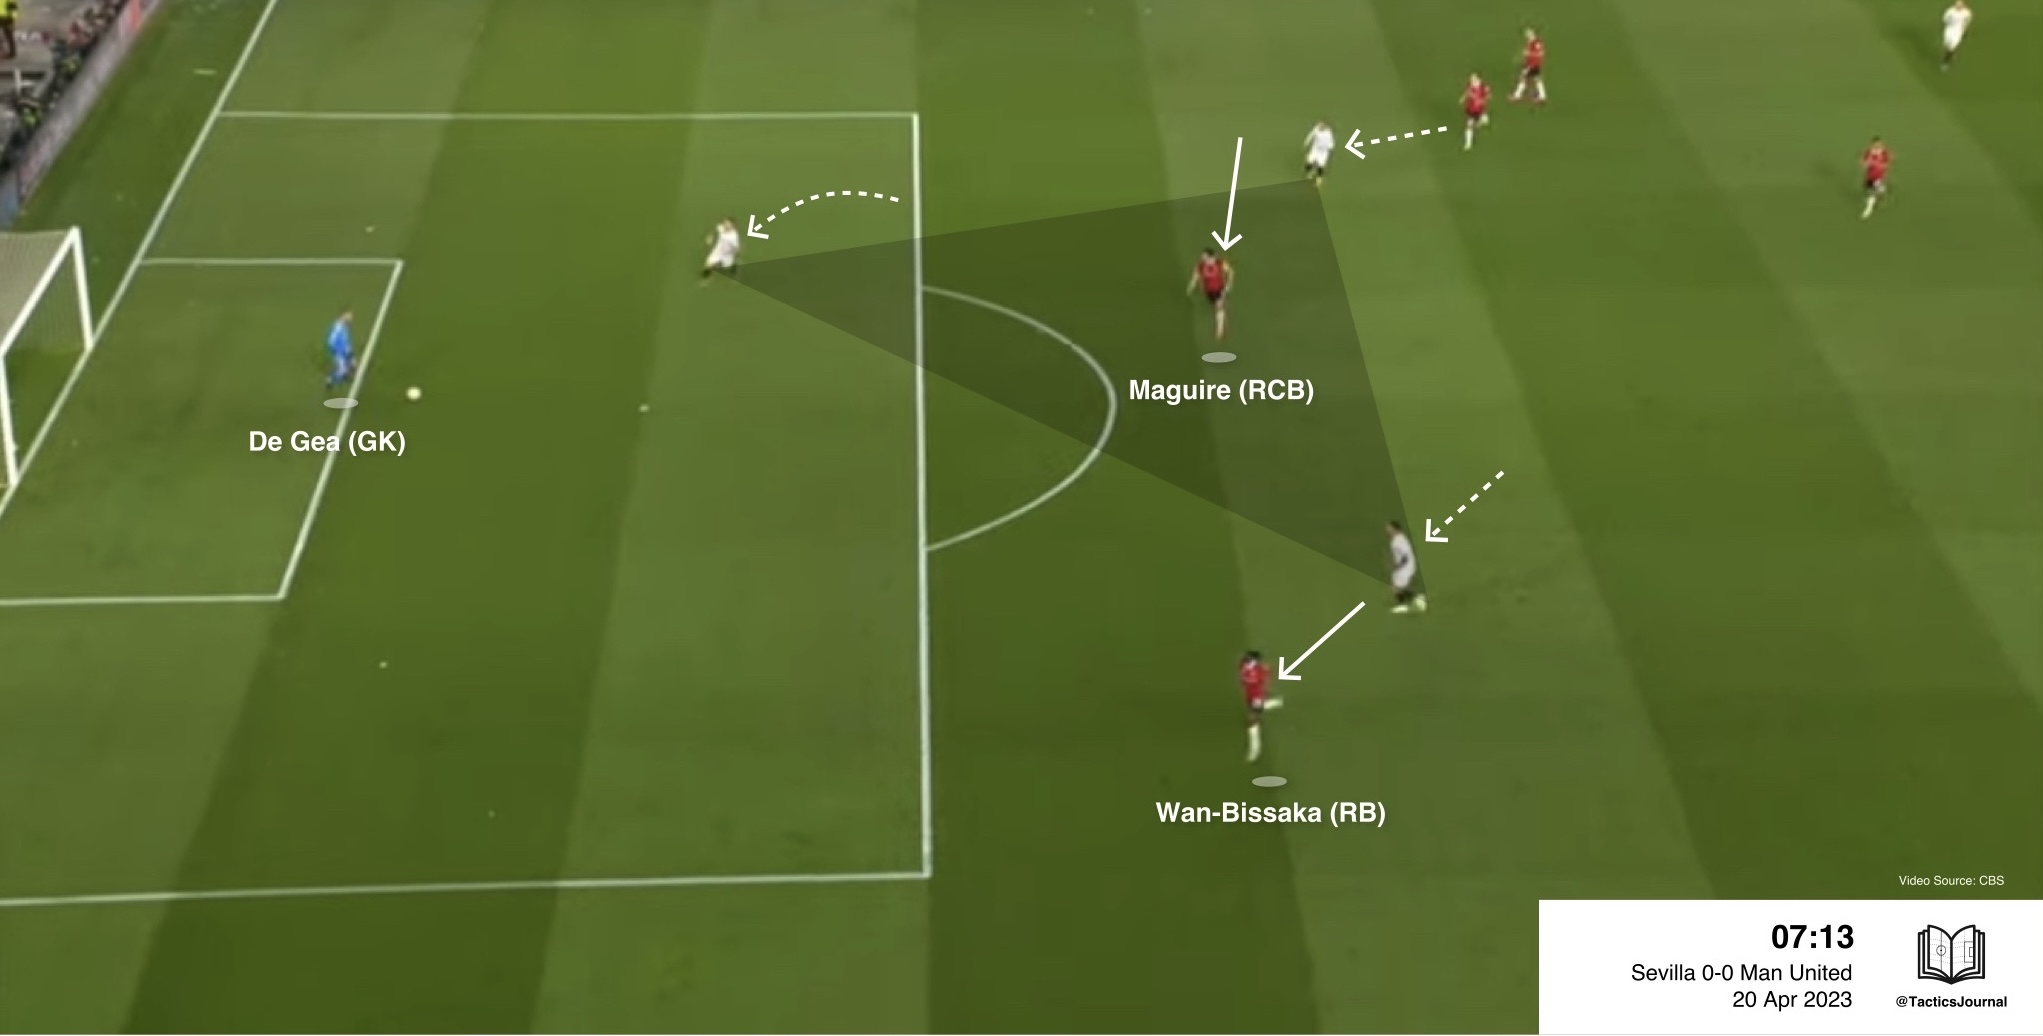 De Gea (GK)
Maguire (RCB)
Wan-Bissaka (RB)
Video Source: CBS
07:13
Sevilla 0-0 Man United
20 Apr 2023
@TacticsJournal